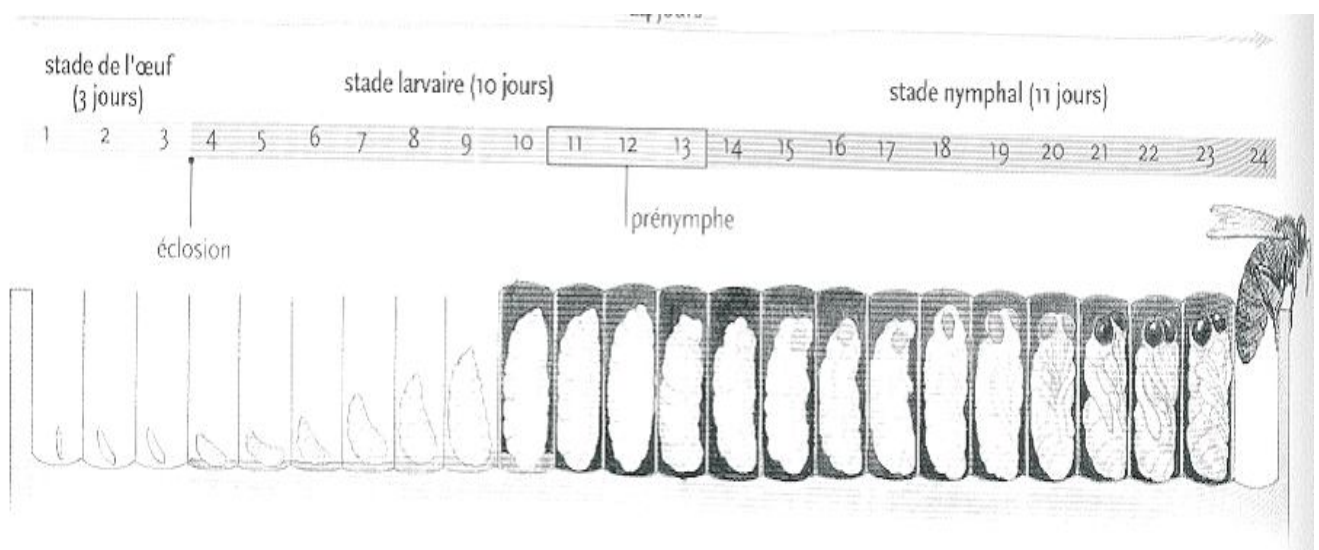 24 jours
stade de l'œuf
(3 jours)
stade larvaire (10 jours)
stade nymphal (11 jours)
1 2 3 4 5 6 7 8 9 10 11 12 13 14 15 16 17 18 19 20 21 22 23 24
prénymphe
éclosion